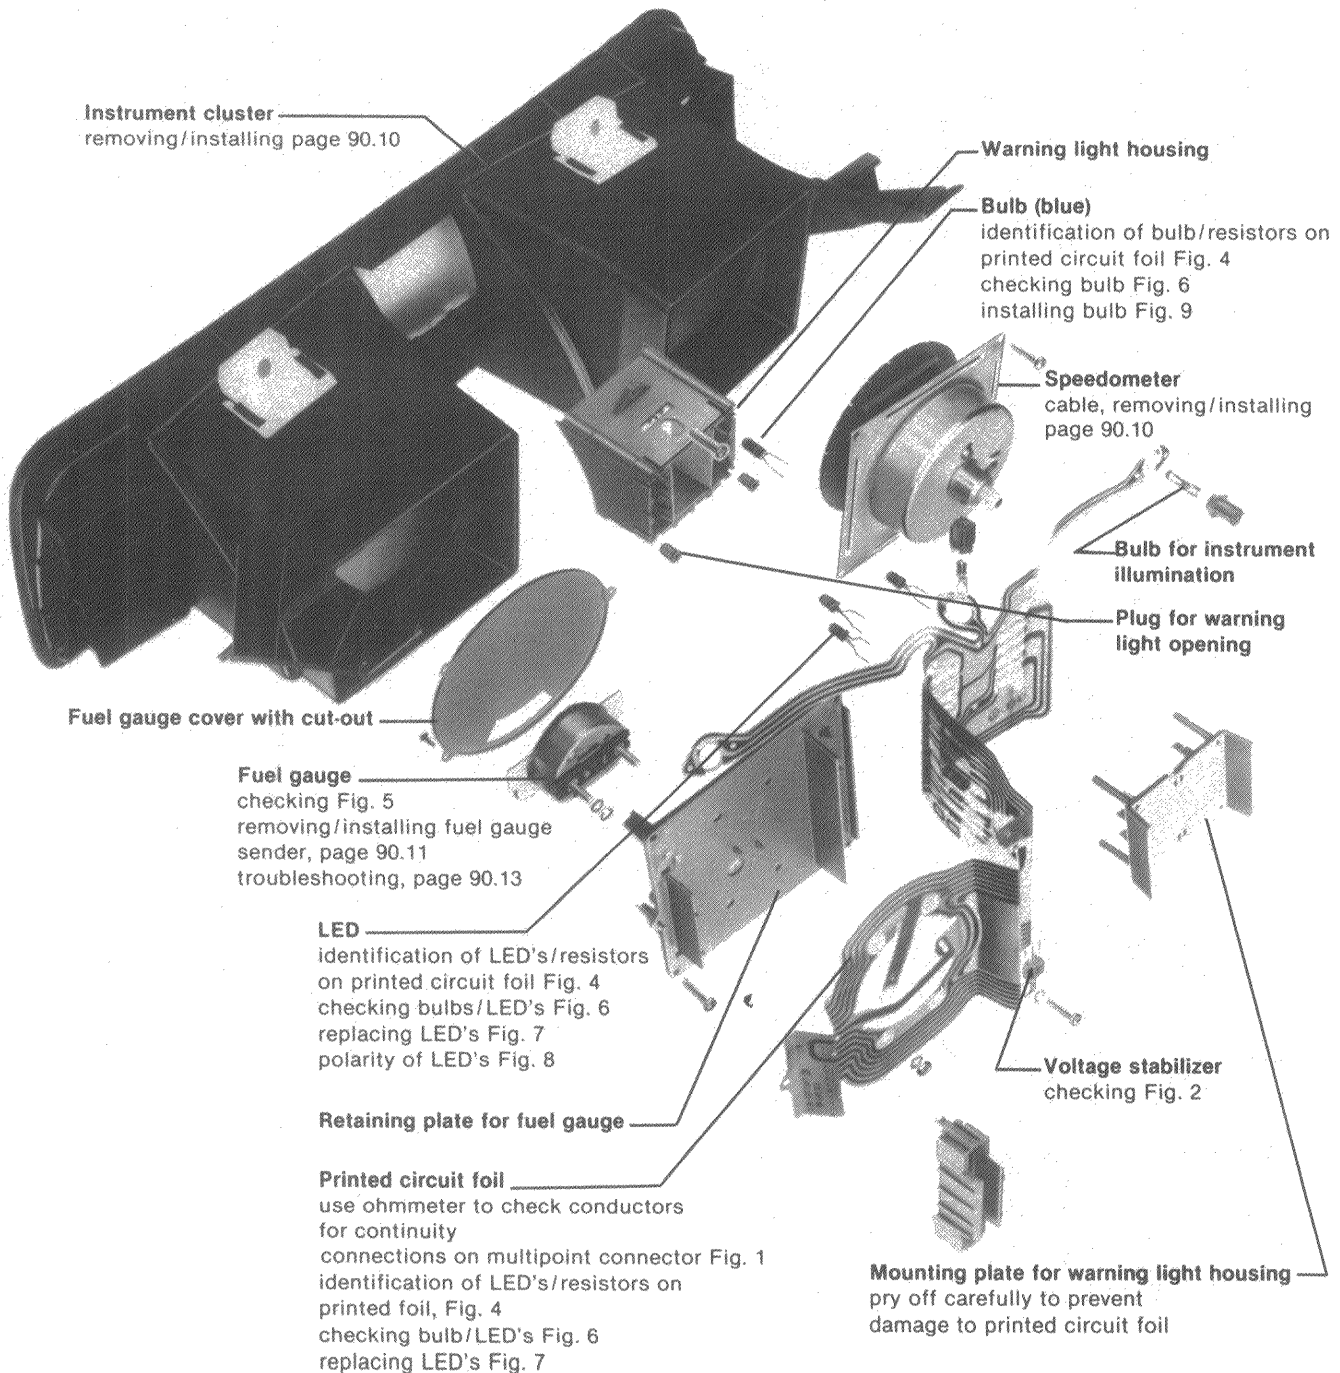 Instrument cluster
removing/installing page 90.10
Warning light housing
Bulb (blue)
identification of bulb/resistors on
printed circuit foil Fig. 4
checking bulb Fig. 6
installing bulb Fig. 9
Speedometer
cable, removing/installing
page 90.10
Bulb for instrument
illumination
Plug for warning
light opening
Fuel gauge cover with cut-out
Fuel gauge
checking Fig. 5
removing/installing fuel gauge
sender, page 90.11
troubleshooting, page 90.13
LED
identification of LED's/resistors
on printed circuit foil Fig. 4
checking bulbs/LED's Fig. 6
replacing LED's Fig. 7
polarity of LED's Fig. 8
Voltage stabilizer
checking Fig. 2
Retaining plate for fuel gauge
Printed circuit foil
use ohmmeter to check conductors
for continuity
connections on multipoint connector Fig. 1
identification of LED's/resistors on
printed foil, Fig. 4
checking bulb/LED's Fig. 6
replacing LED's Fig. 7
Mounting plate for warning light housing
pry off carefully to prevent
damage to printed circuit foil